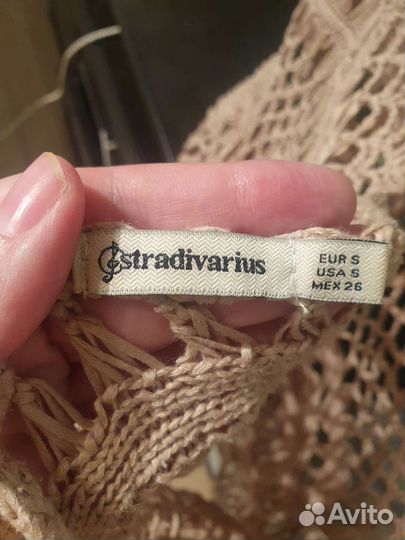 stradivarius
EUR S
USA S
MEX 26
Avito